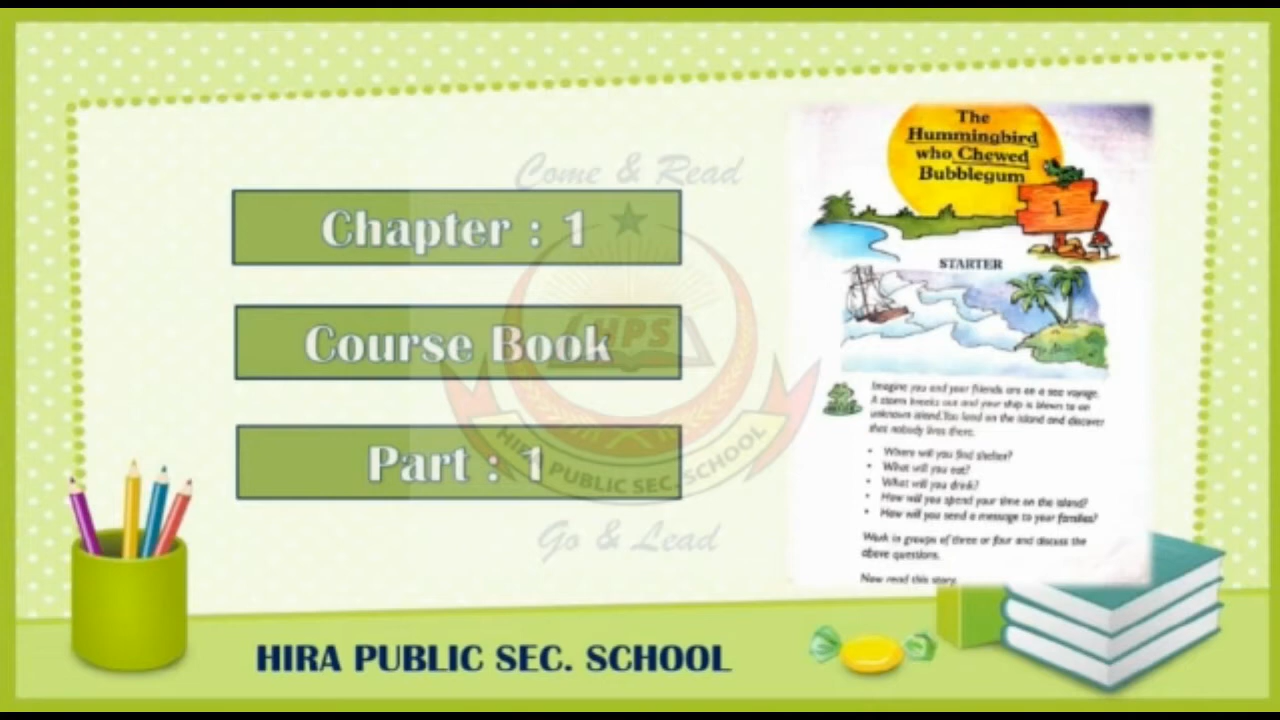 Come & Read
Chapter : 1
Course Book
HPS
Part : 1
HIRA PUBLIC SEC. SCHOOL
Go & Lead
HIRA PUBLIC SEC. SCHOOL
The
Hummingbird
who Chewed
Bubblegum
1
STARTER
Imagine you and your friends are on a sea voyage.
A storm breaks out and your ship is blown to an
unknown island. You land on the island and discover
that nobody lives there.
• Where will you find shelter?
• What will you eat?
• What will you drink?
• How will you spend your time on the island?
• How will you send a message to your families?
Work in groups of three or four and discuss the
above questions.
Now read this story.